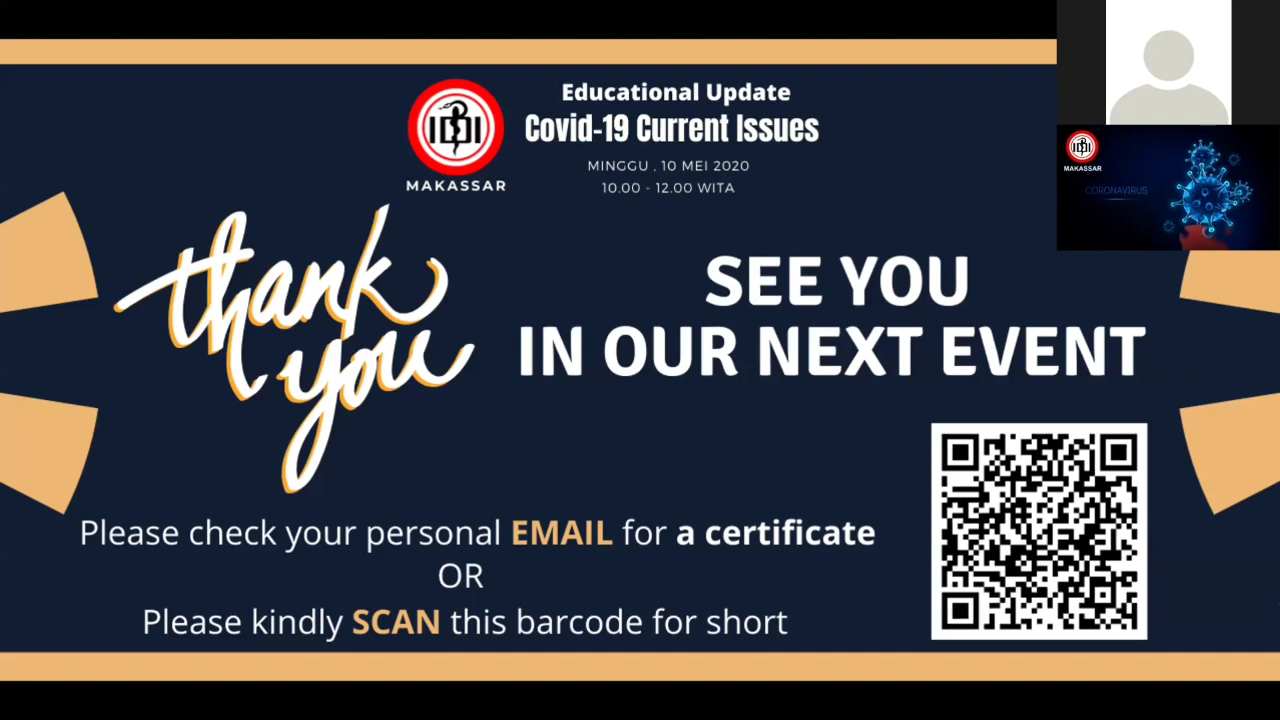 Educational Update
Covid-19 Current Issues
MINGGU , 10 MEI 2020
10.00 - 12.00 WITA
IDI
MAKASSAR
thank
you
SEE YOU
IN OUR NEXT EVENT
Please check your personal EMAIL for a certificate
OR
Please kindly SCAN this barcode for short
IDI
MAKASSAR
CORONAVIRUS